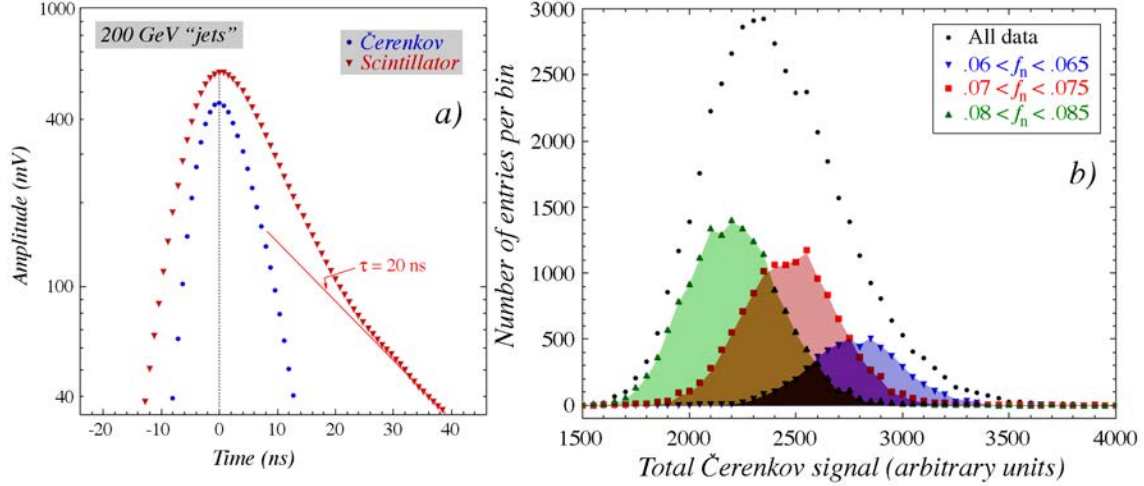 200 GeV “jets”
Čerenkov
Scintillator
a)
τ = 20 ns
Amplitude (mV)
1000
400
100
40
-20
-10
0
10
20
30
40
Time (ns)
All data
.06 < fn < .065
.07 < fn < .075
.08 < fn < .085
b)
Number of entries per bin
3000
2500
2000
1500
1000
500
0
1500
2000
2500
3000
3500
4000
Total Čerenkov signal (arbitrary units)